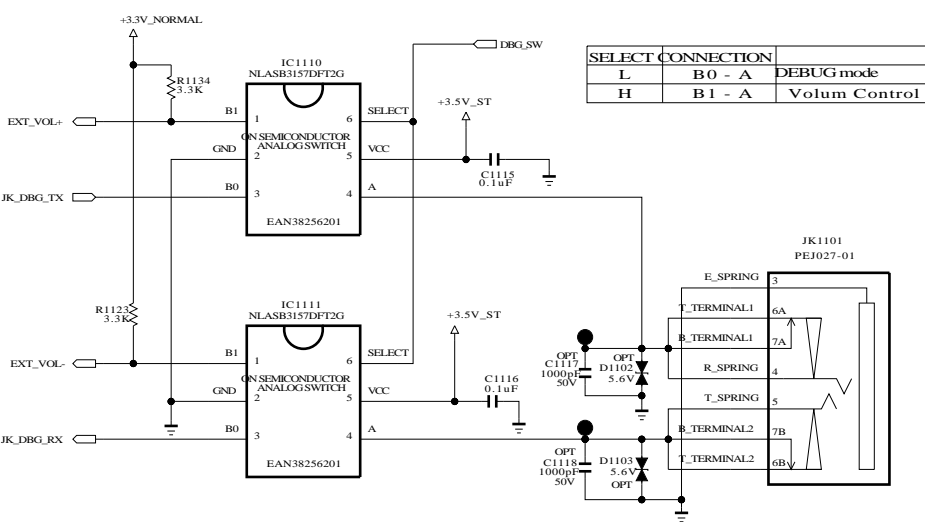 +3.3V_NORMAL
DBG_SW
IC1110
NLASB3157DFT2G
SELECT CONNECTION
L B0 - A DEBUG mode
H B1 - A Volum Control
R1134
3.3K
+3.5V_ST
EXT_VOL+
B1
1
6
SELECT
ON SEMICONDUCTOR
ANALOG SWITCH
GND
2
5
VCC
C1115
0.1uF
JK_DBG_TX
B0
3
4
A
EAN38256201
JK1101
PEJ027-01
E_SPRING
3
T_TERMINAL1
6A
B_TERMINAL1
7A
R_SPRING
4
T_SPRING
5
B_TERMINAL2
7B
T_TERMINAL2
6B
R1123
3.3K
IC1111
NLASB3157DFT2G
+3.5V_ST
EXT_VOL-
B1
1
6
SELECT
ON SEMICONDUCTOR
ANALOG SWITCH
GND
2
5
VCC
C1116
0.1uF
JK_DBG_RX
B0
3
4
A
EAN38256201
OPT
C1117
1000pF
50V
OPT
D1102
5.6V
OPT
C1118
1000pF
50V
D1103
5.6V
OPT